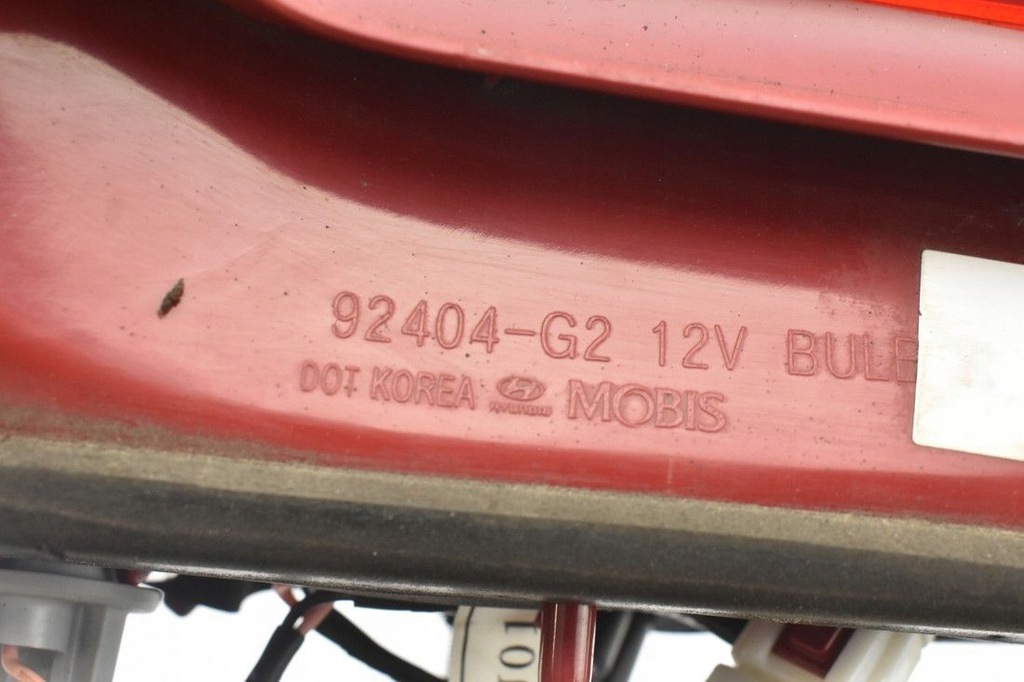 92404-G2 12V BULB
DOT KOREA HYUNDAI MOBIS